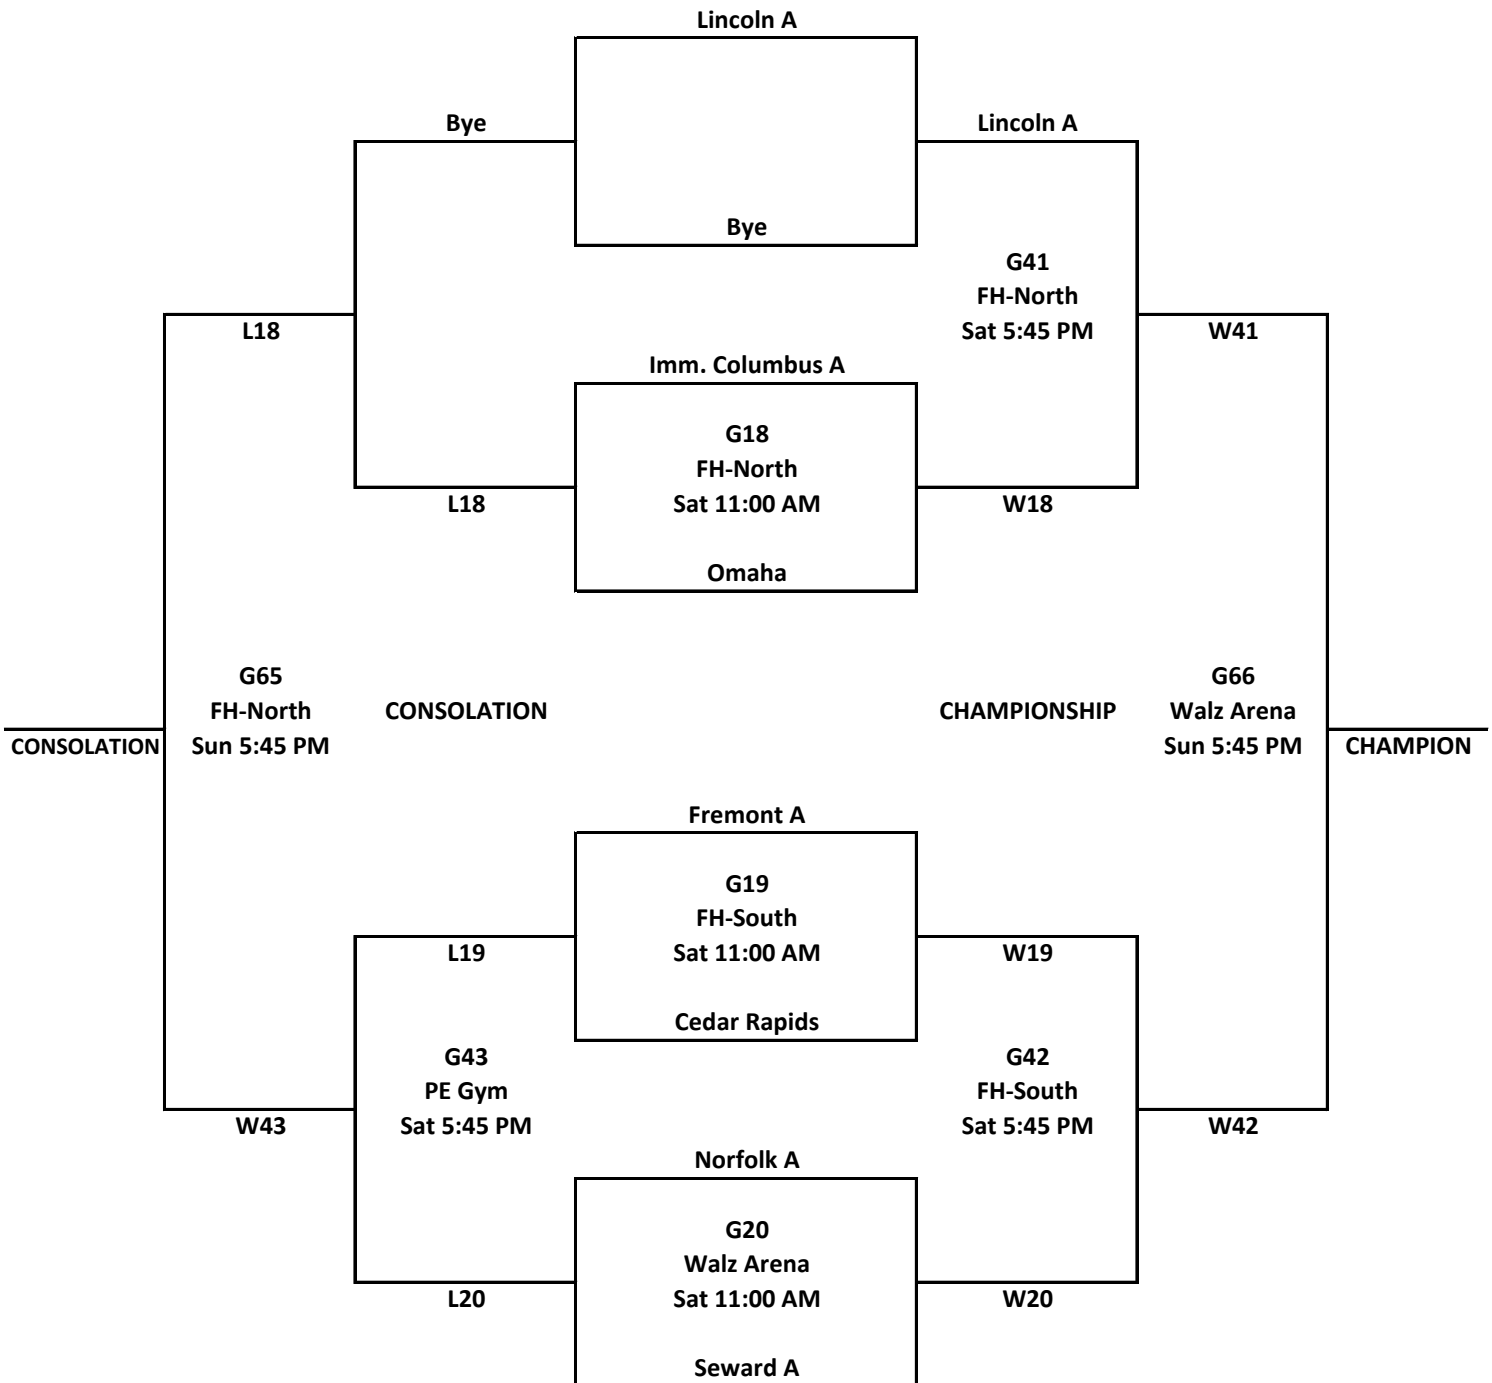 Lincoln A
Bye
Lincoln A
Bye
G41
FH-North
Sat 5:45 PM
L18
W41
Imm. Columbus A
G18
FH-North
Sat 11:00 AM
L18
W18
Omaha
G65
FH-North
Sun 5:45 PM
CONSOLATION
CHAMPIONSHIP
G66
Walz Arena
Sun 5:45 PM
CONSOLATION
CHAMPION
Fremont A
G19
FH-South
Sat 11:00 AM
L19
W19
Cedar Rapids
G43
PE Gym
Sat 5:45 PM
G42
FH-South
Sat 5:45 PM
W43
W42
Norfolk A
G20
Walz Arena
Sat 11:00 AM
L20
W20
Seward A